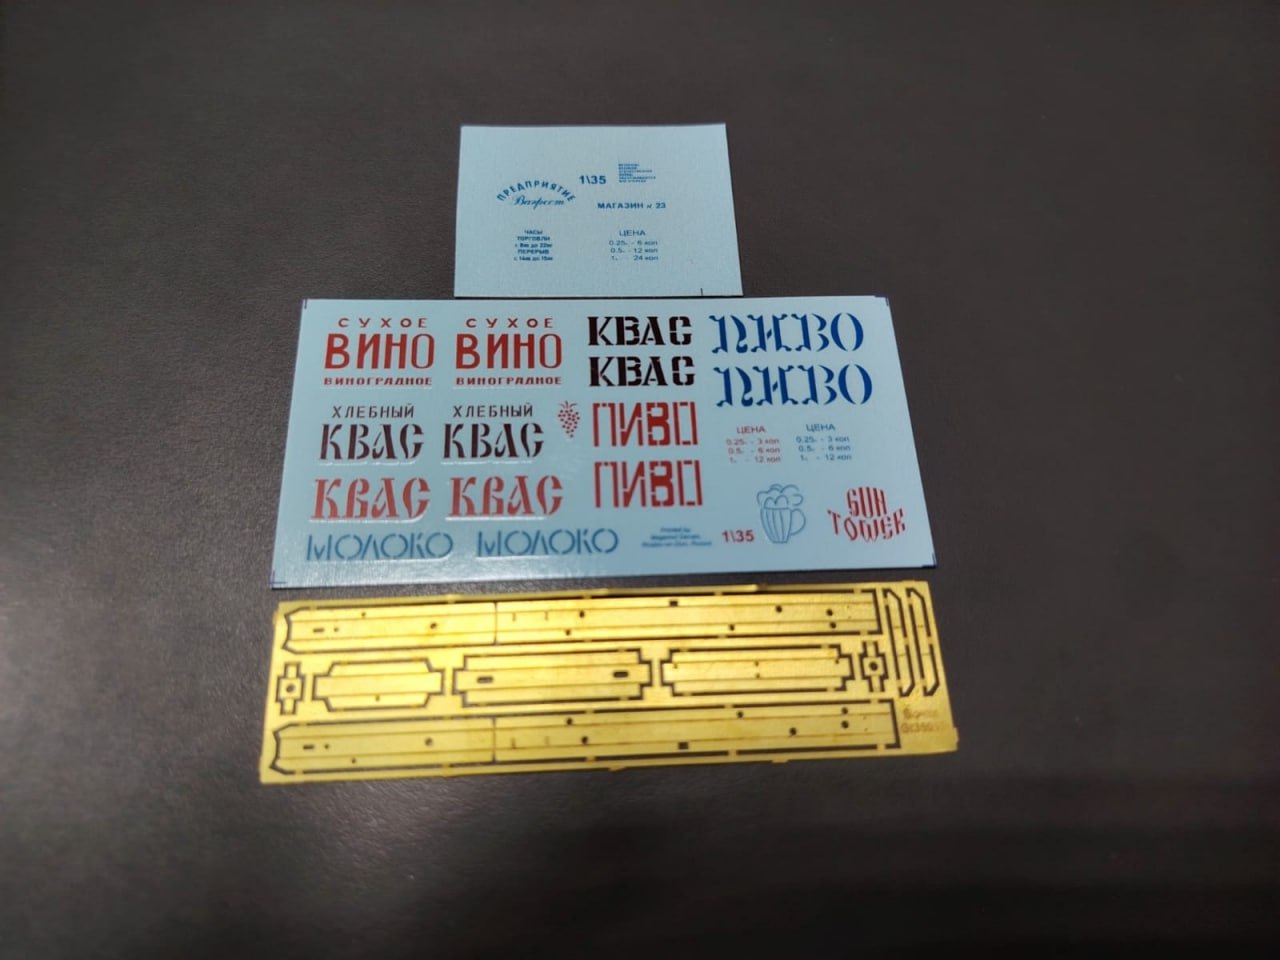 ПРЕДПРИЯТИЕ
1\35
МАГАЗИН № 23
ЧАСЫ
ТОРГОВЛИ
ПЕРЕРЫВ
ЦЕНА
0.25л - 6 коп
0.5л - 12 коп
1л - 24 коп
СУХОЕ СУХОЕ
ВИНО ВИНО
ВИНОГРАДНОЕ ВИНОГРАДНОЕ
КВАС
КВАС
ПИВО
ПИВО
ХЛЕБНЫЙ ХЛЕБНЫЙ
КВАС КВАС
ПИВО
ПИВО
ЦЕНА ЦЕНА
0.25л - 3 коп 0.25л - 3 коп
0.5л - 6 коп 0.5л - 6 коп
1л - 12 коп 1л - 12 коп
КВАС КВАС
МОЛОКО МОЛОКО
Printed by
1\35
GUN
TOWER